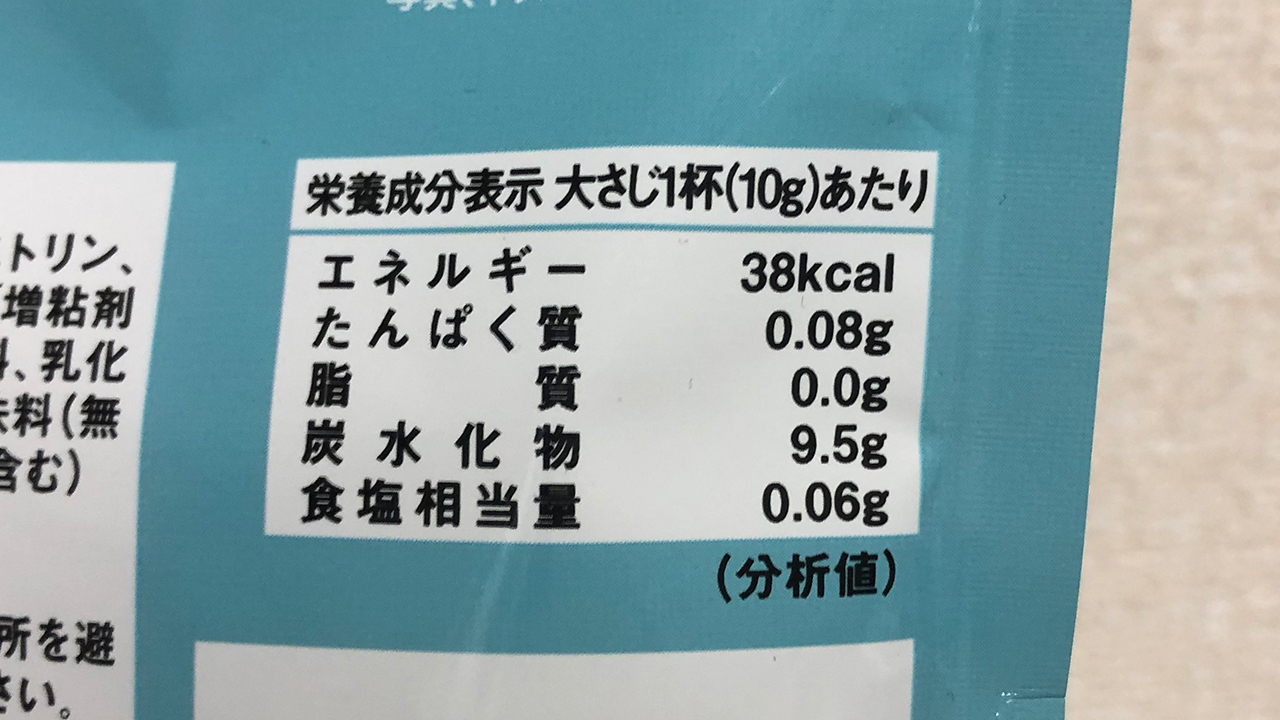 栄養成分表示 大さじ1杯(10g)あたり
エネルギー 38kcal
たんぱく質 0.08g
脂質 0.0g
炭水化物 9.5g
食塩相当量 0.06g
(分析値)
トリン、
増粘剤
、乳化
料(無
含む)
所を避
さい。